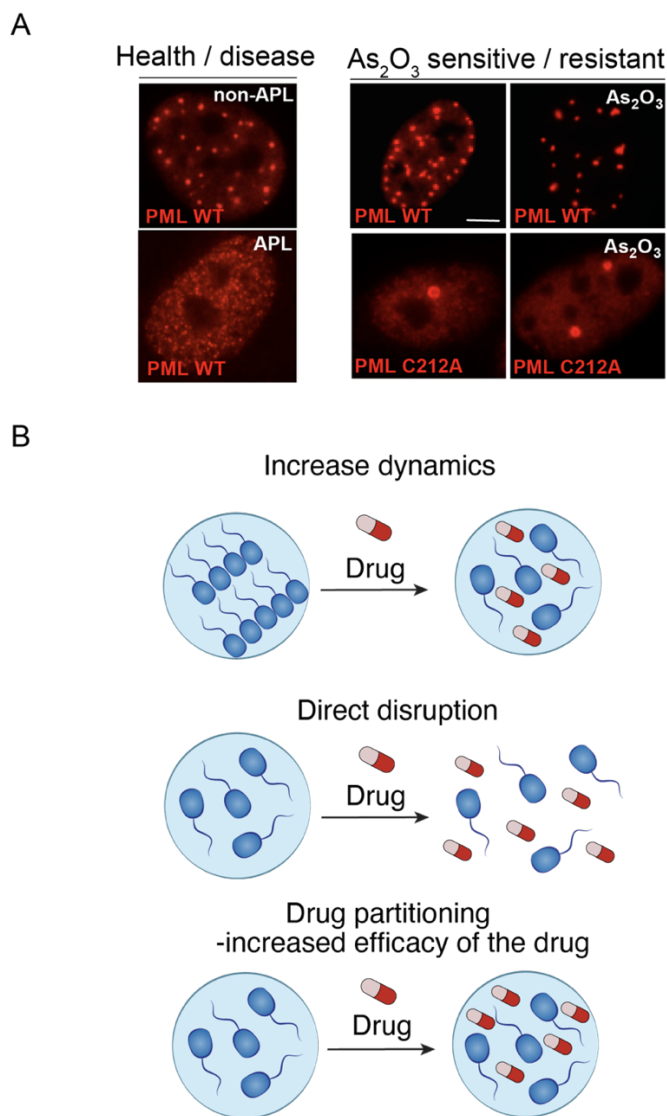 A
Health / disease
As₂O₃ sensitive / resistant
non-APL
PML WT
PML WT
As₂O₃
PML WT
APL
PML WT
PML C212A
As₂O₃
PML C212A
B
Increase dynamics
Drug
Direct disruption
Drug
Drug partitioning
-increased efficacy of the drug
Drug